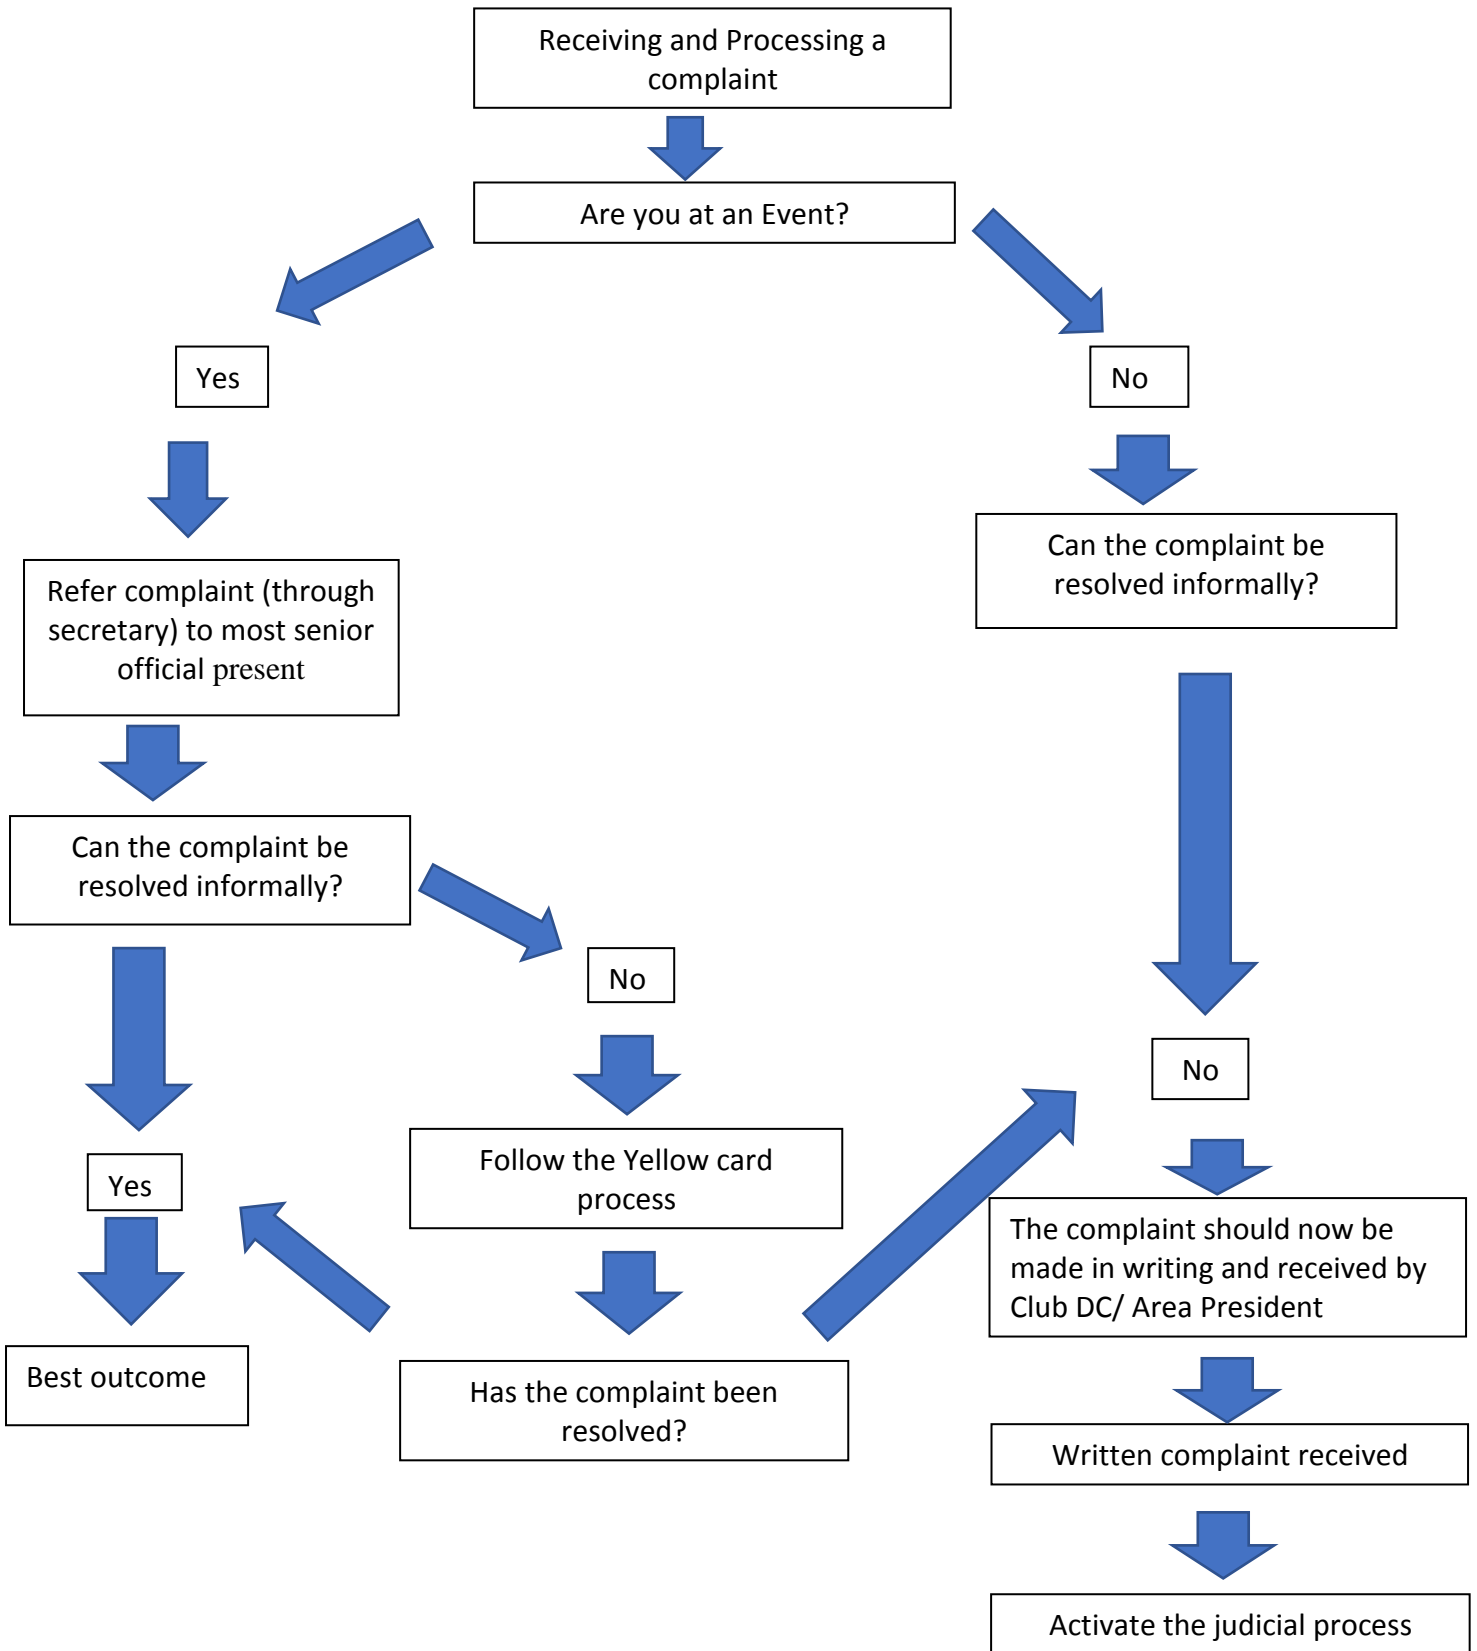 Receiving and Processing a
complaint
Are you at an Event?
Yes
No
Can the complaint be
resolved informally?
Refer complaint (through
secretary) to most senior
official present
Can the complaint be
resolved informally?
No
No
Follow the Yellow card
process
Yes
The complaint should now be
made in writing and received by
Club DC/ Area President
Best outcome
Has the complaint been
resolved?
Written complaint received
Activate the judicial process